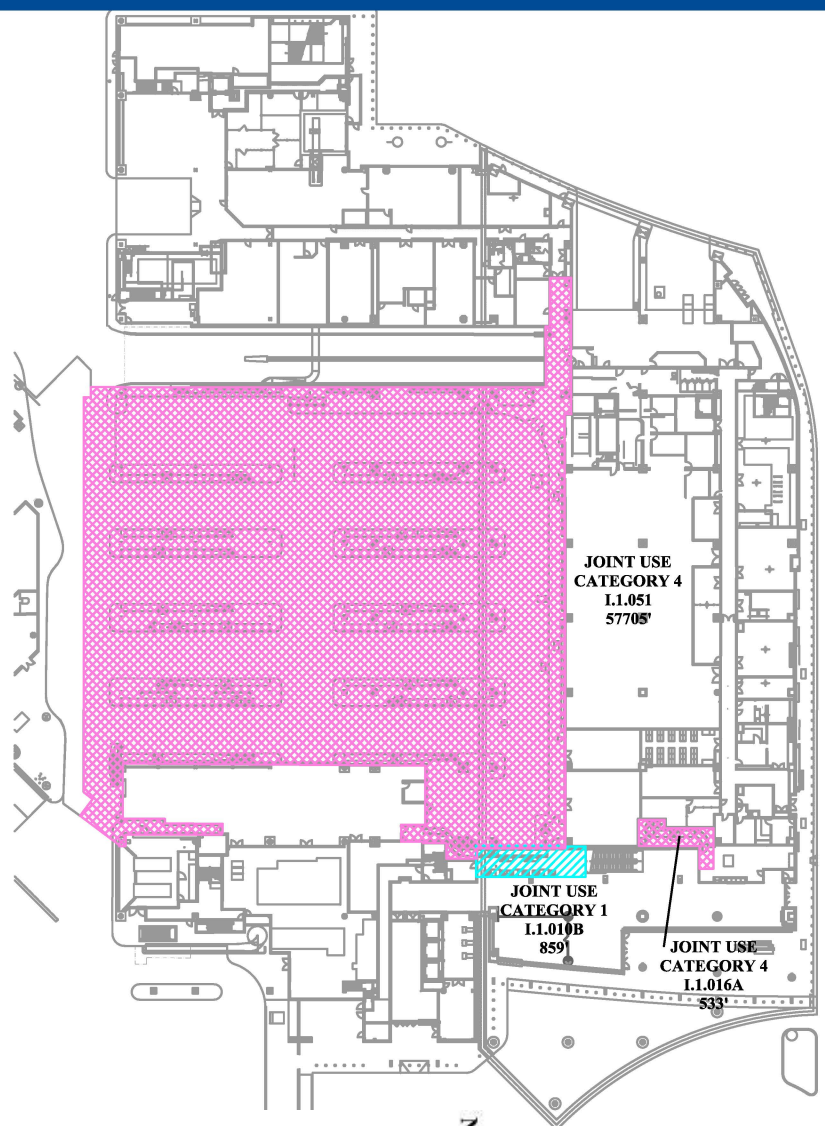 JOINT USE
CATEGORY 4
I.1.051
57705'
JOINT USE
CATEGORY 1
I.1.010B
859'
JOINT USE
CATEGORY 4
I.1.016A
533'
N